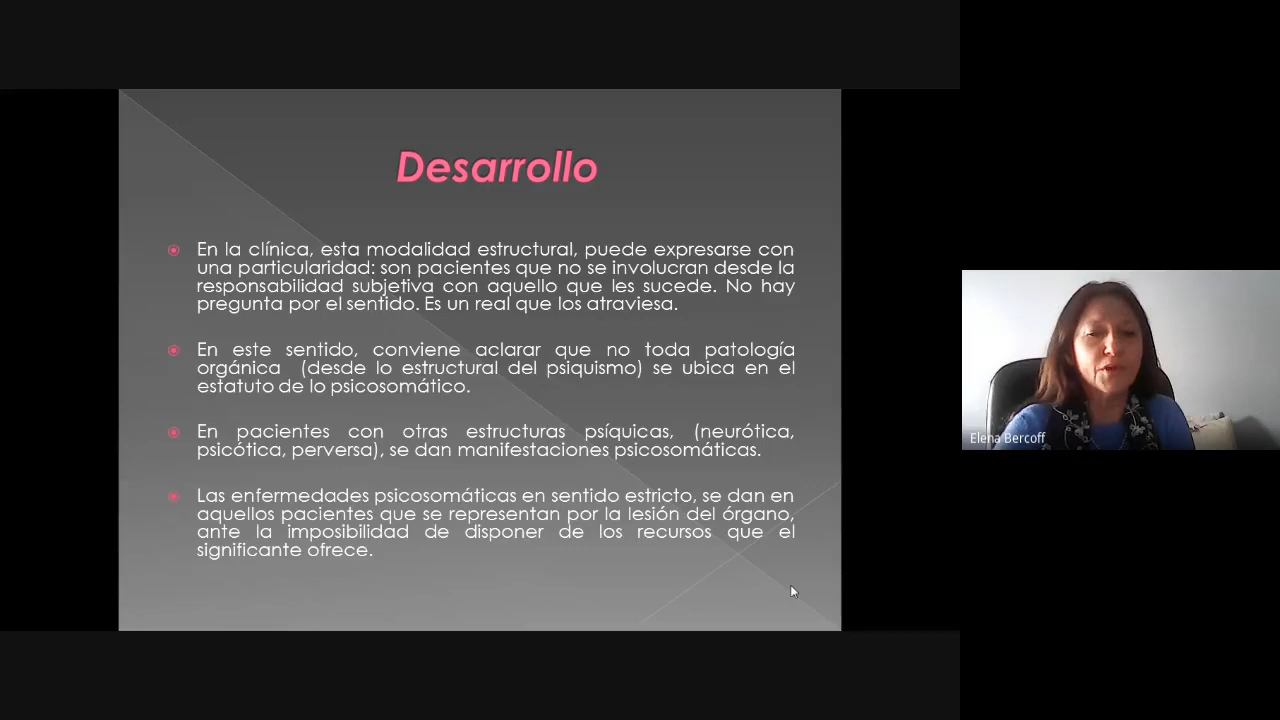 Desarrollo
En la clínica, esta modalidad estructural, puede expresarse con
una particularidad: son pacientes que no se involucran desde la
responsabilidad subjetiva con aquello que les sucede. No hay
pregunta por el sentido. Es un real que los atraviesa.
En este sentido, conviene aclarar que no toda patología
orgánica (desde lo estructural del psiquismo) se ubica en el
estatuto de lo psicosomático.
En pacientes con otras estructuras psíquicas, (neurótica,
psicótica, perversa), se dan manifestaciones psicosomáticas.
Las enfermedades psicosomáticas en sentido estricto, se dan en
aquellos pacientes que se representan por la lesión del órgano,
ante la imposibilidad de disponer de los recursos que el
significante ofrece.
Elena Bercoff